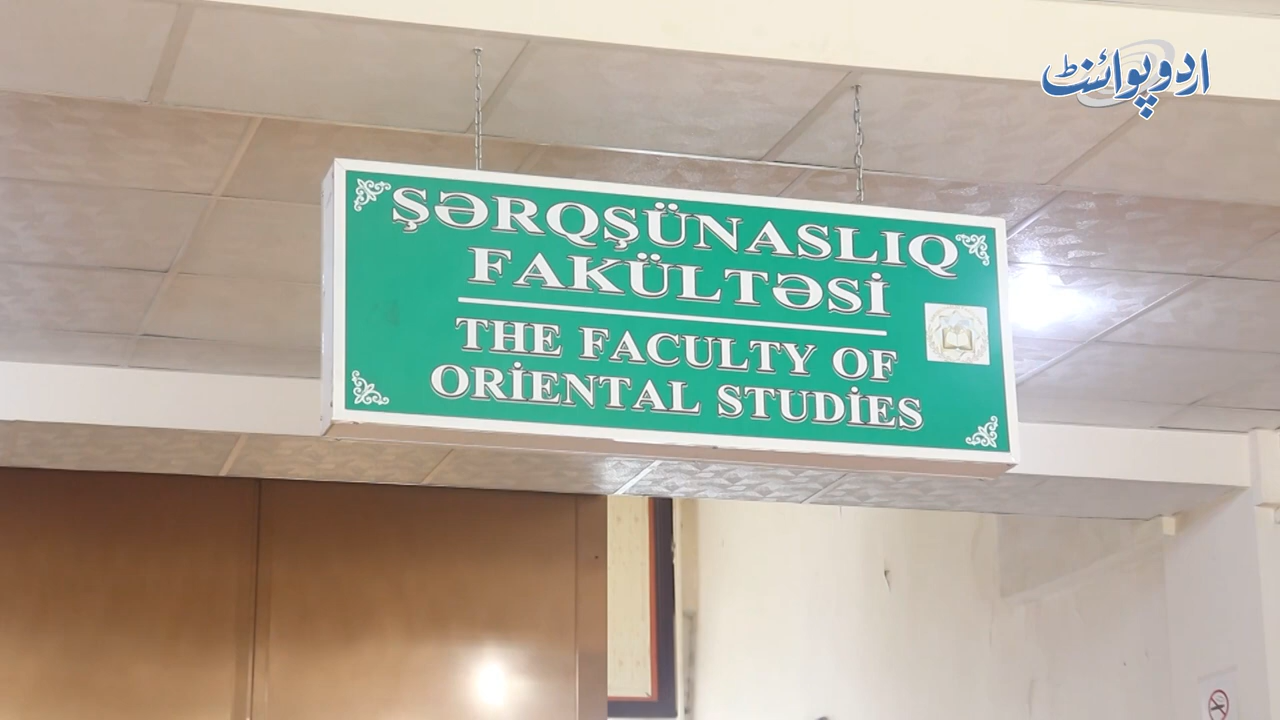 اردوپوائنٹ
ŞƏRQŞÜNASLIQ
FAKÜLTƏSİ
THE FACULTY OF
ORİENTAL STUDİES